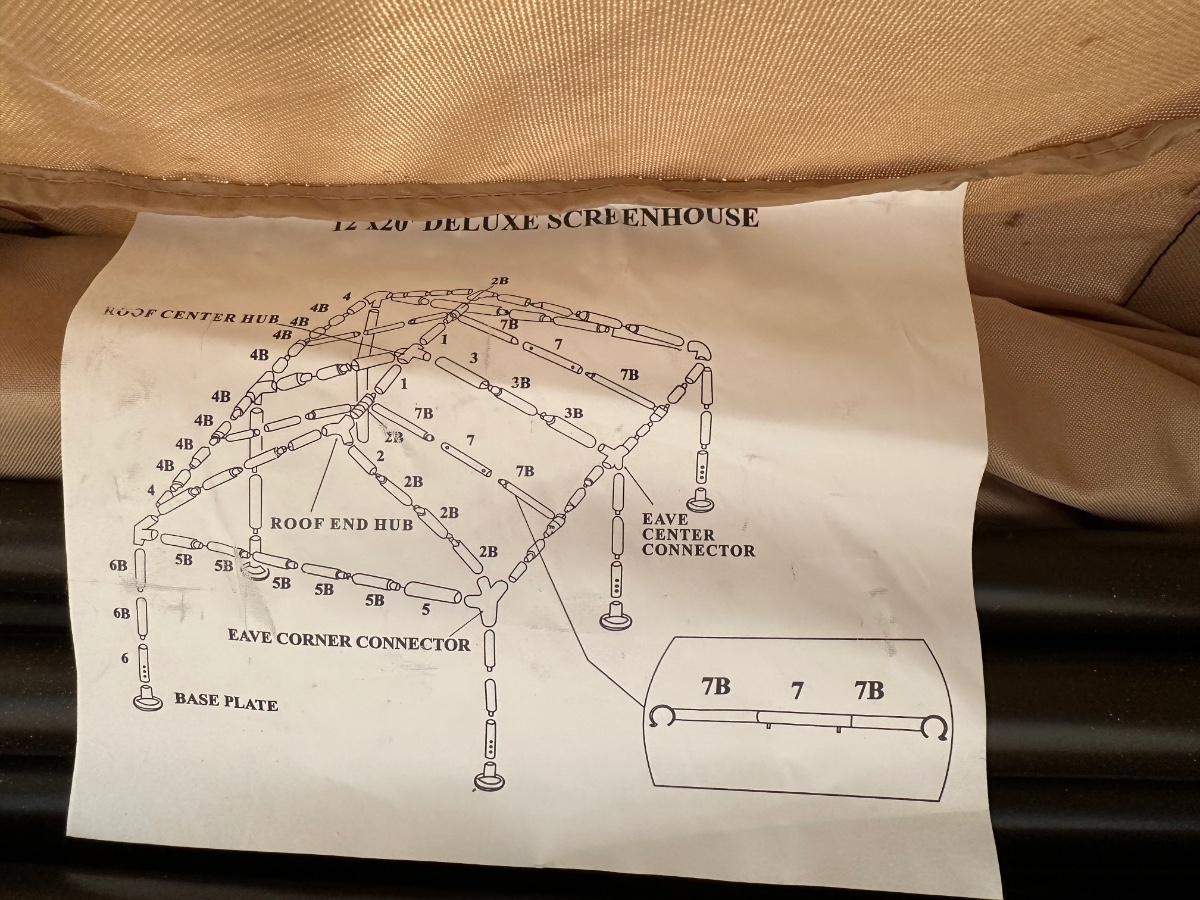 12'X20' DELUXE SCREENHOUSE
2B
4
4B
ROOF CENTER HUB
4B
4B
7B
1
7
4B
3
7B
1
3B
4B
7B
3B
4B
2B
7
4B
2
7B
4B
2B
4
2B
ROOF END HUB
EAVE
CENTER
CONNECTOR
2B
6B
5B
5B
5B
5B
5B
5
6B
EAVE CORNER CONNECTOR
6
BASE PLATE
7B 7 7B